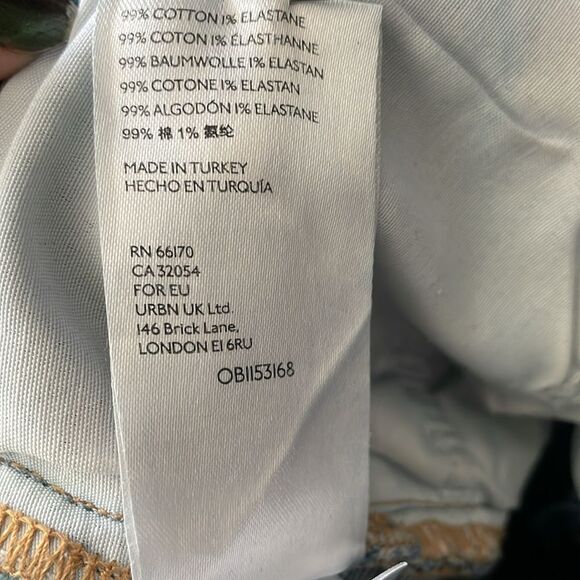 99% COTTON 1% ELASTANE
99% COTON 1% ÉLASTHANNE
99% BAUMWOLLE 1% ELASTAN
99% COTONE 1% ELASTAN
99% ALGODÓN 1% ELASTANE
99% 棉 1% 氨纶
MADE IN TURKEY
HECHO EN TURQUÍA
RN 66170
CA 32054
FOR EU
URBN UK Ltd.
146 Brick Lane,
LONDON E1 6RU
OB1153168